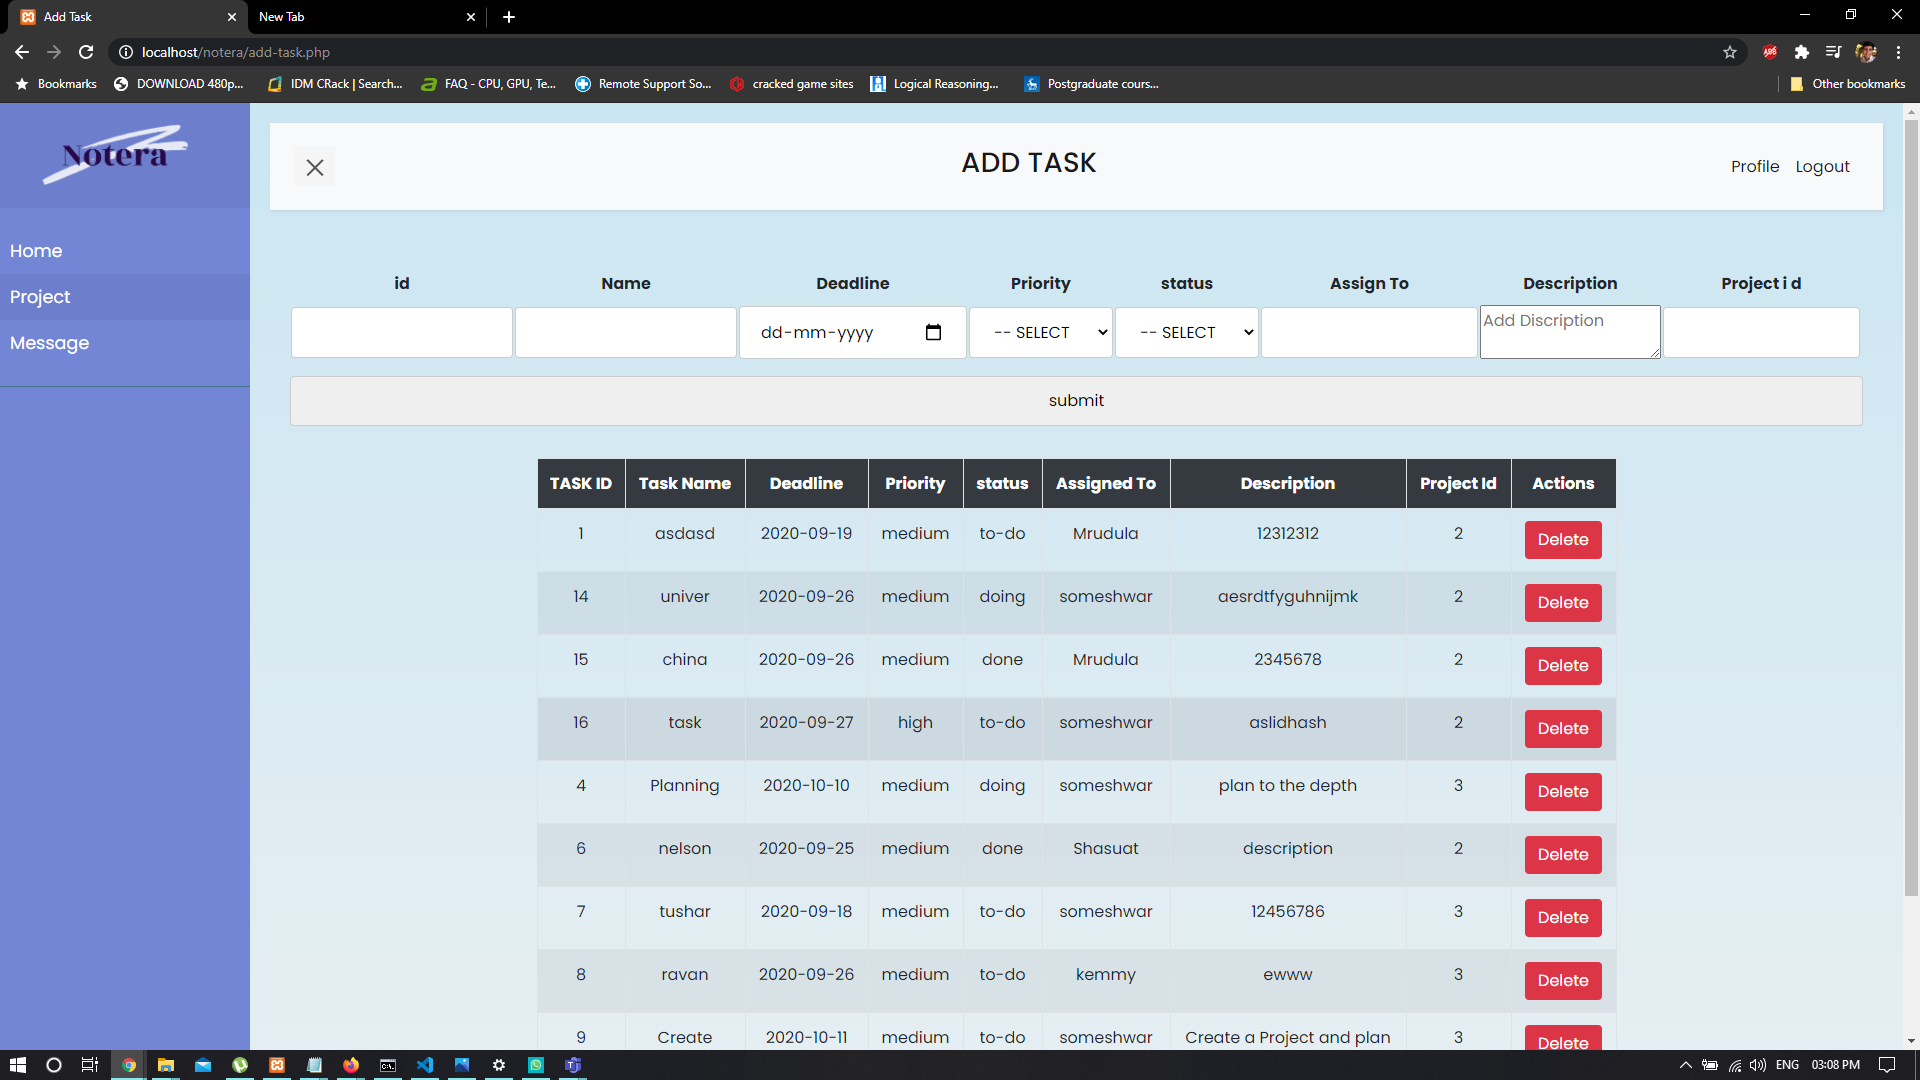 Add Task
New Tab
localhost/notera/add-task.php
Bookmarks DOWNLOAD 480p... IDM CRack | Search... FAQ - CPU, GPU, Te... Remote Support So... cracked game sites Logical Reasoning... Postgraduate cours... Other bookmarks
Notera
ADD TASK
Profile Logout
Home
Project
Message
id Name Deadline Priority status Assign To Description Project i d
dd-mm-yyyy -- SELECT -- SELECT Add Discription
submit
TASK ID Task Name Deadline Priority status Assigned To Description Project Id Actions
1 asdasd 2020-09-19 medium to-do Mrudula 12312312 2 Delete
14 univer 2020-09-26 medium doing someshwar aesrdtfyguhnijmk 2 Delete
15 china 2020-09-26 medium done Mrudula 2345678 2 Delete
16 task 2020-09-27 high to-do someshwar aslidhash 2 Delete
4 Planning 2020-10-10 medium doing someshwar plan to the depth 3 Delete
6 nelson 2020-09-25 medium done Shasuat description 2 Delete
7 tushar 2020-09-18 medium to-do someshwar 12456786 3 Delete
8 ravan 2020-09-26 medium to-do kemmy ewww 3 Delete
9 Create 2020-10-11 medium to-do someshwar Create a Project and plan 3 Delete
ENG 03:08 PM